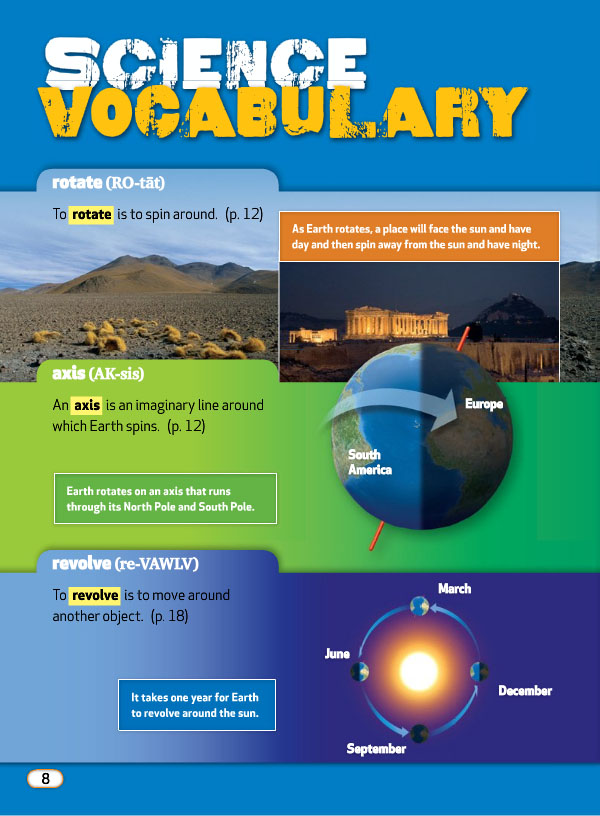 SCIENCE
VOCABULARY
rotate (RO-tāt)
To rotate is to spin around. (p. 12)
As Earth rotates, a place will face the sun and have
day and then spin away from the sun and have night.
axis (AK-sis)
An axis is an imaginary line around
which Earth spins. (p. 12)
Europe
South
America
Earth rotates on an axis that runs
through its North Pole and South Pole.
revolve (re-VAWLV)
To revolve is to move around
another object. (p. 18)
March
June
December
September
It takes one year for Earth
to revolve around the sun.
8